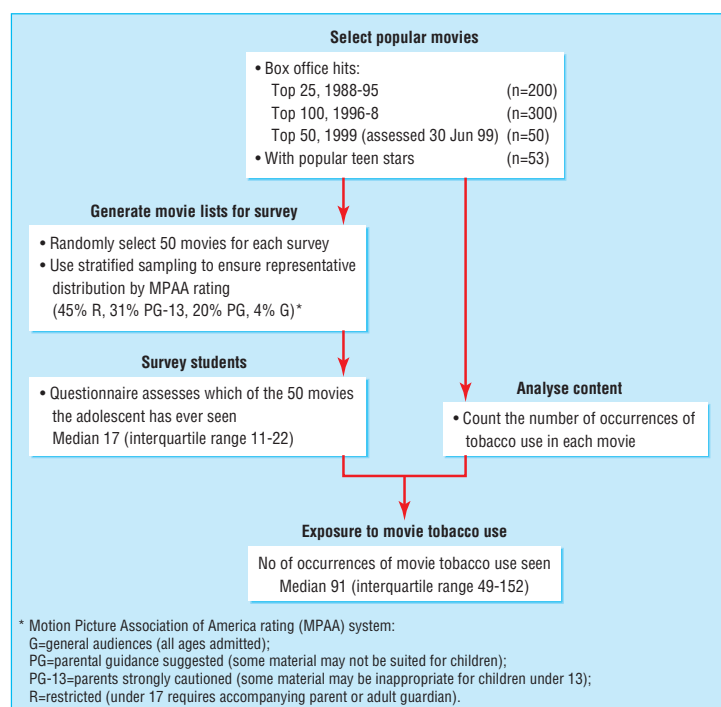 Select popular movies
• Box office hits:
Top 25, 1988-95 (n=200)
Top 100, 1996-8 (n=300)
Top 50, 1999 (assessed 30 Jun 99) (n=50)
• With popular teen stars (n=53)
Generate movie lists for survey
• Randomly select 50 movies for each survey
• Use stratified sampling to ensure representative
distribution by MPAA rating
(45% R, 31% PG-13, 20% PG, 4% G)*
Survey students
• Questionnaire assesses which of the 50 movies
the adolescent has ever seen
Median 17 (interquartile range 11-22)
Analyse content
• Count the number of occurrences of
tobacco use in each movie
Exposure to movie tobacco use
No of occurrences of movie tobacco use seen
Median 91 (interquartile range 49-152)
* Motion Picture Association of America rating (MPAA) system:
G=general audiences (all ages admitted);
PG=parental guidance suggested (some material may not be suited for children);
PG-13=parents strongly cautioned (some material may be inappropriate for children under 13);
R=restricted (under 17 requires accompanying parent or adult guardian).